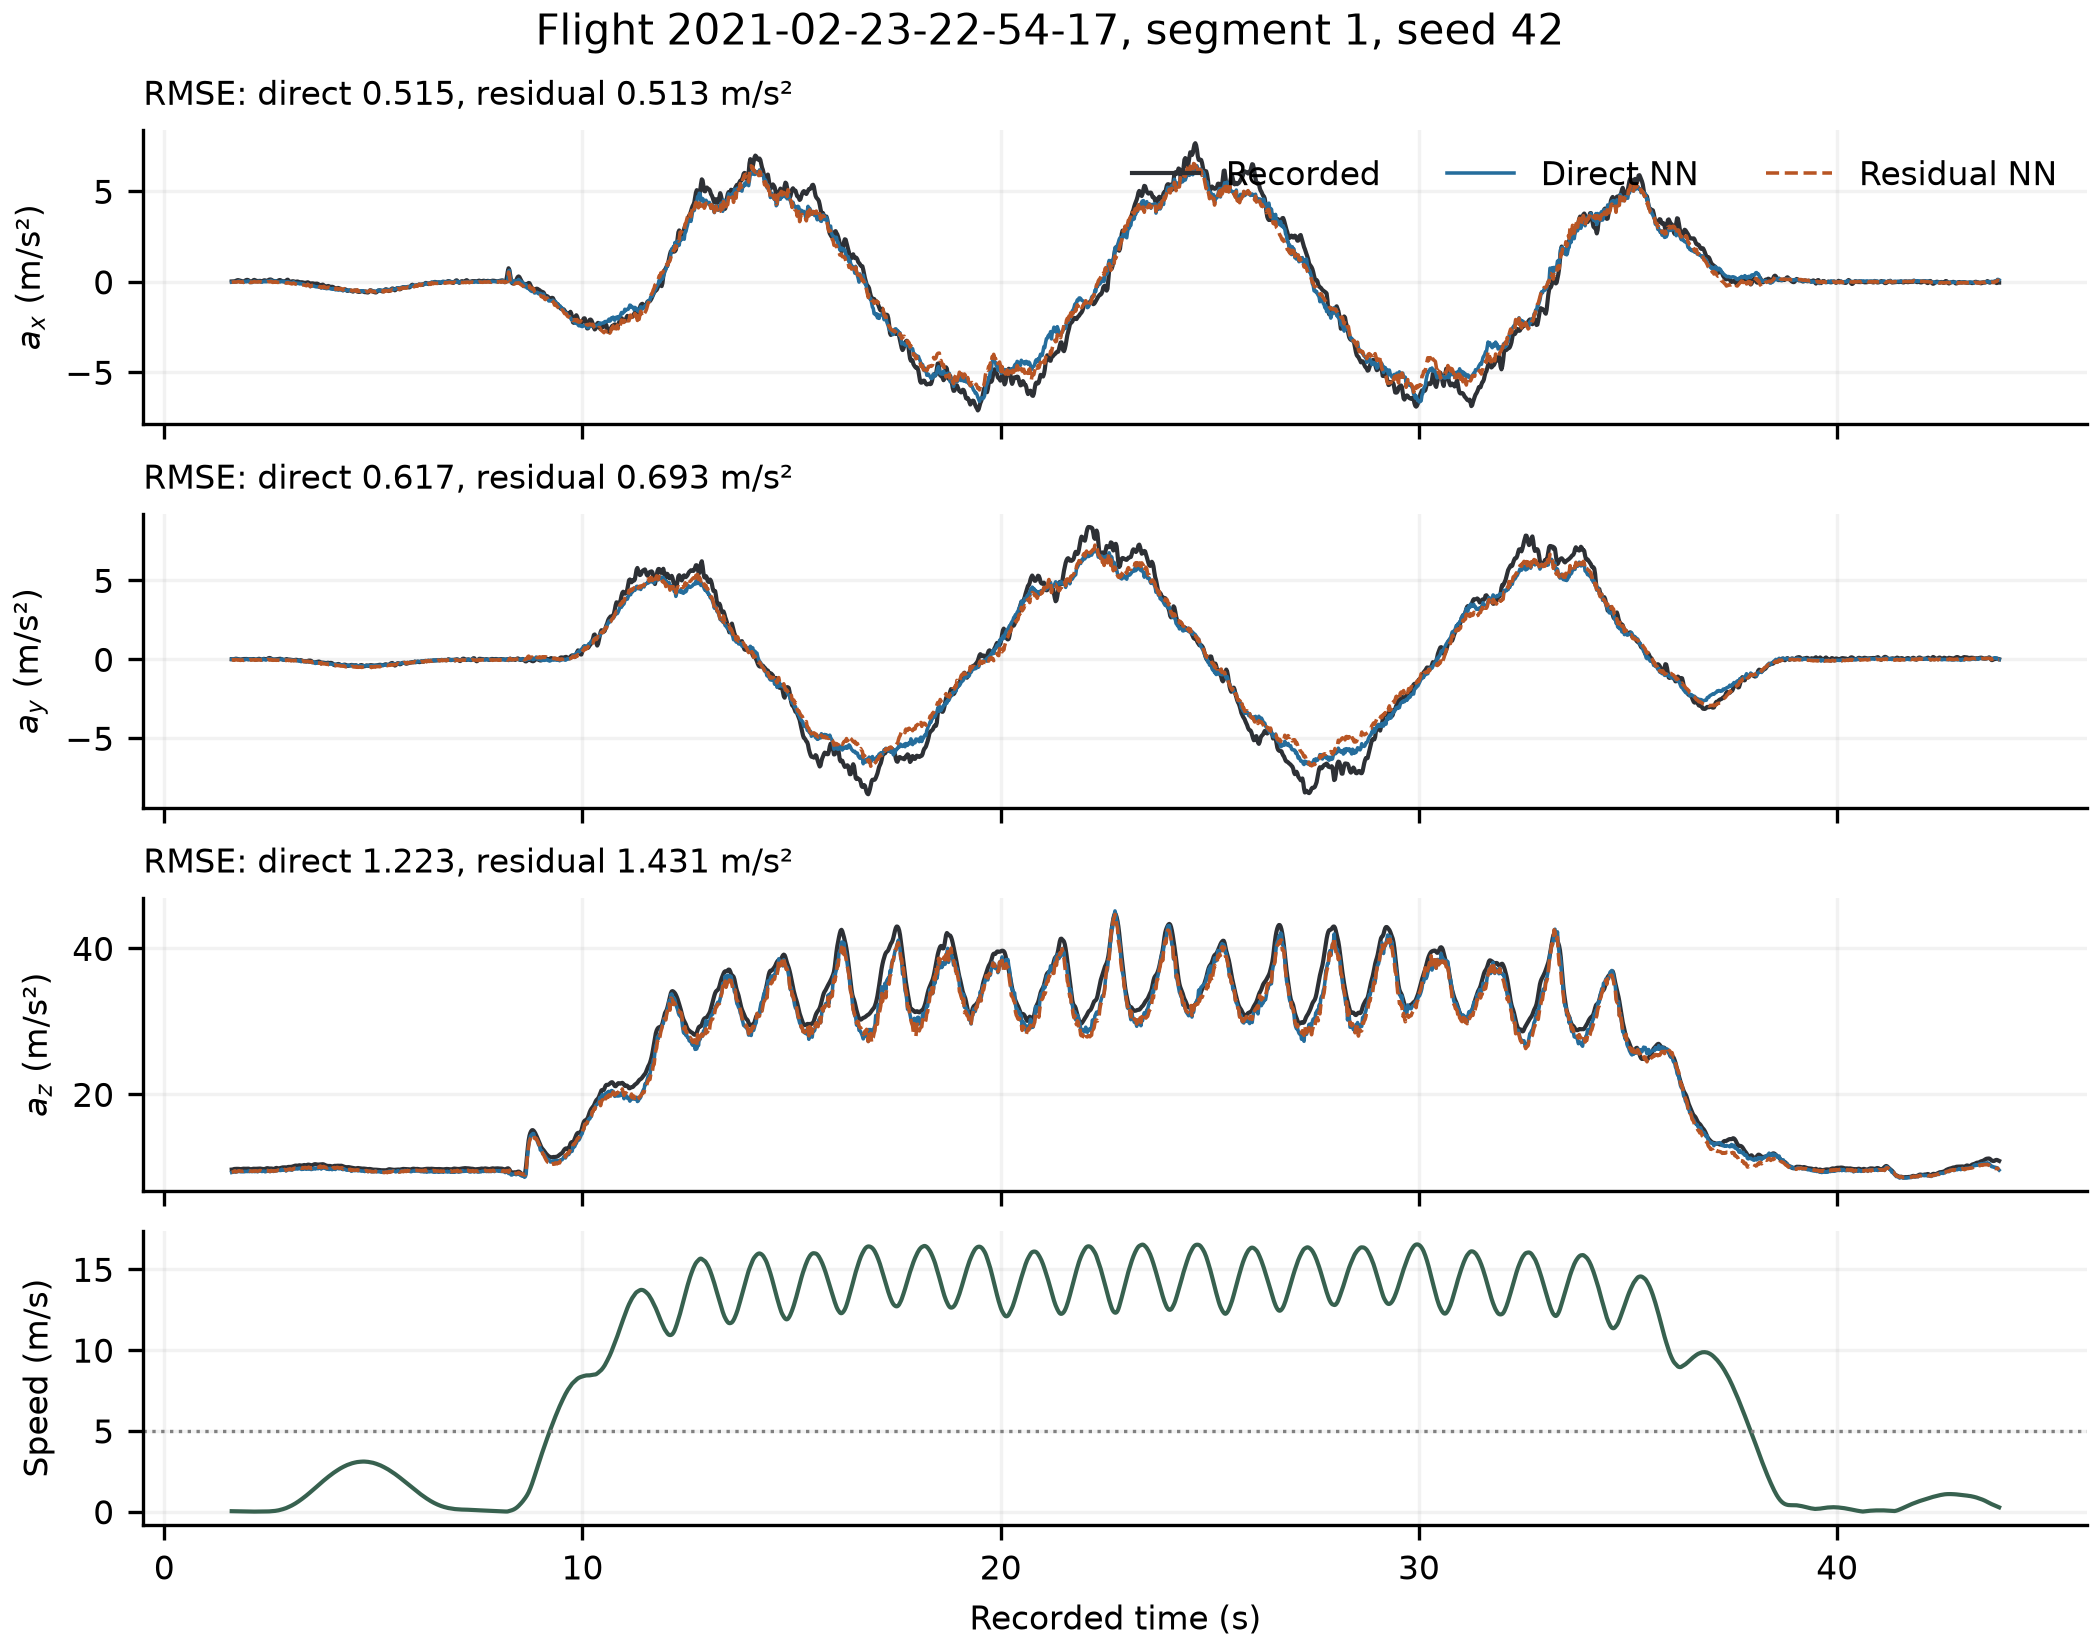 Flight 2021-02-23-22-54-17, segment 1, seed 42
RMSE: direct 0.515, residual 0.513 m/s²
Recorded Direct NN Residual NN
5
0
−5
a_x (m/s²)
RMSE: direct 0.617, residual 0.693 m/s²
5
0
−5
a_y (m/s²)
RMSE: direct 1.223, residual 1.431 m/s²
40
20
a_z (m/s²)
15
10
5
0
Speed (m/s)
0 10 20 30 40
Recorded time (s)